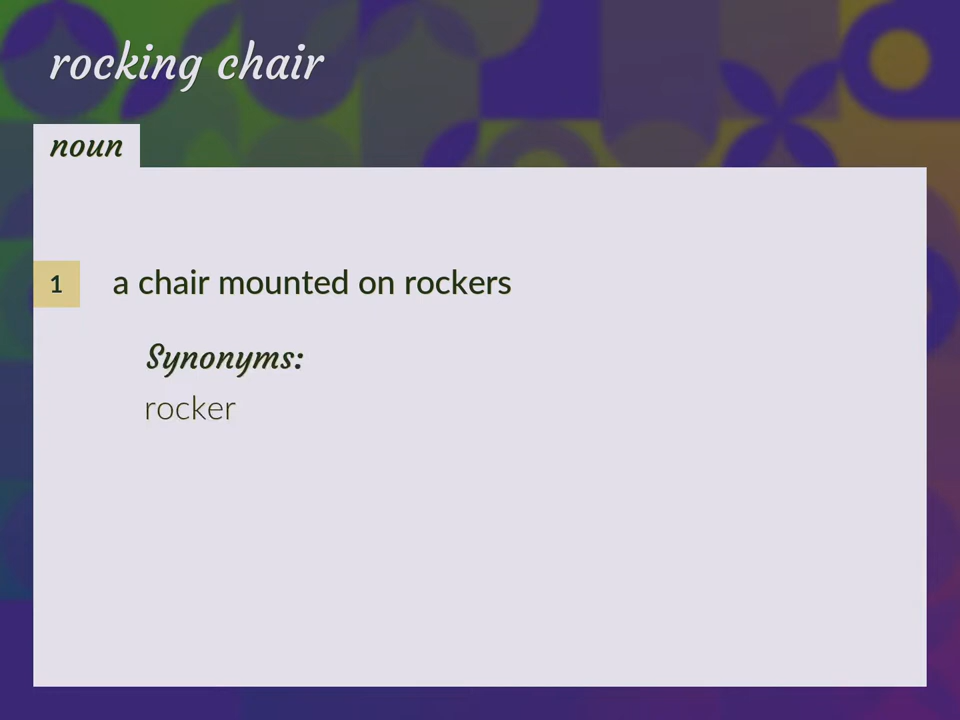 rocking chair
noun
1 a chair mounted on rockers
Synonyms:
rocker